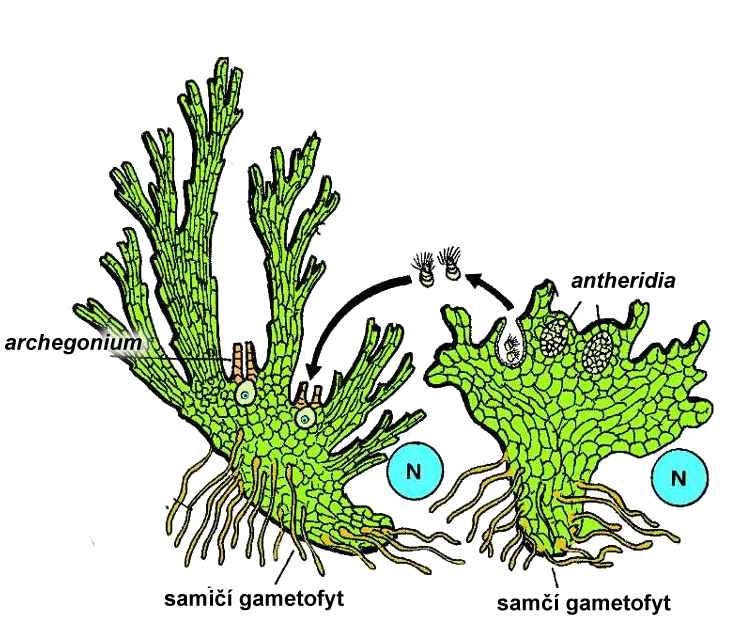 antheridia
archegonium
N
N
samičí gametofyt
samčí gametofyt